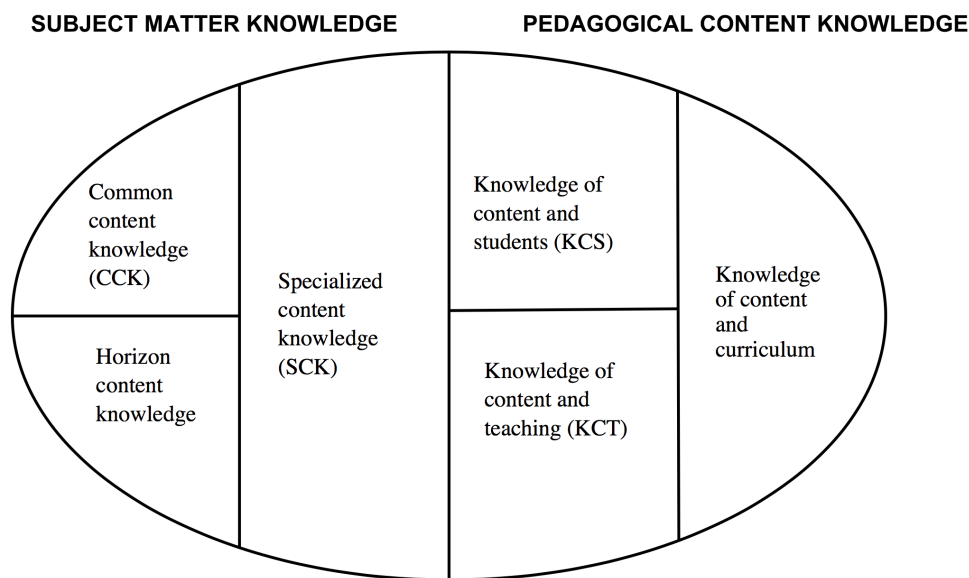 SUBJECT MATTER KNOWLEDGE
PEDAGOGICAL CONTENT KNOWLEDGE
Common
content
knowledge
(CCK)
Horizon
content
knowledge
Specialized
content
knowledge
(SCK)
Knowledge of
content and
students (KCS)
Knowledge of
content and
teaching (KCT)
Knowledge
of content
and
curriculum